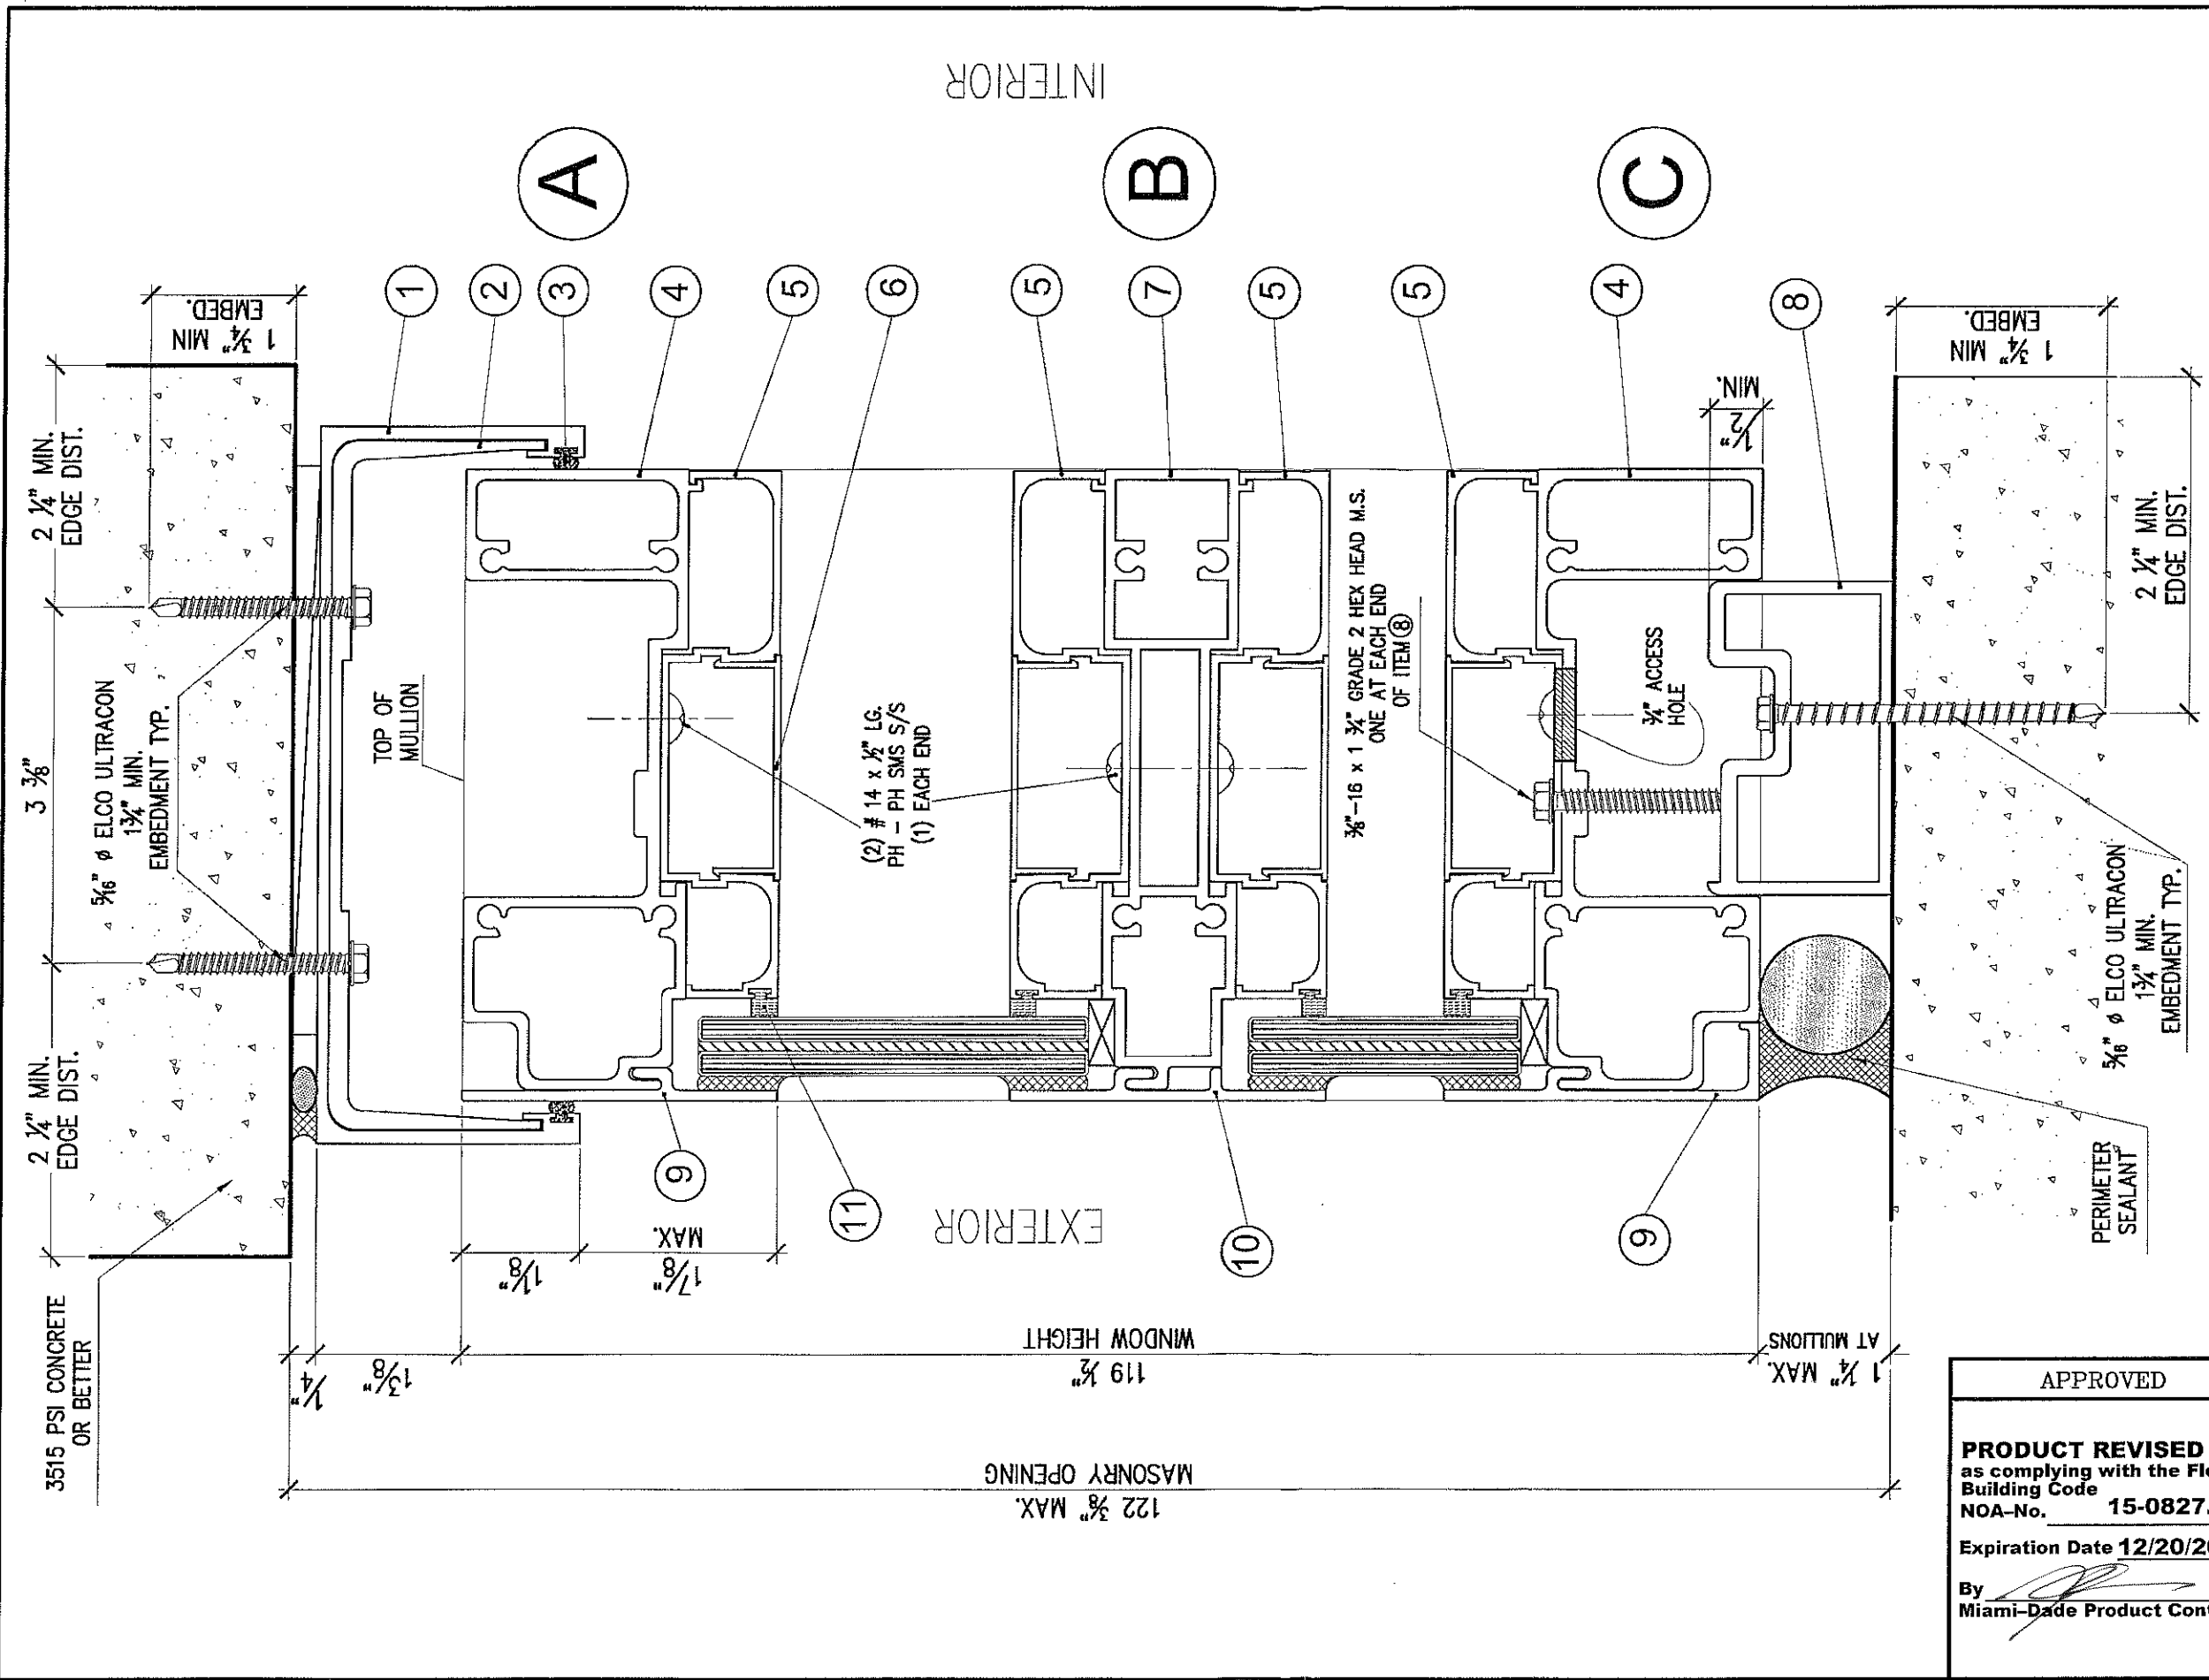 INTERIOR
A
B
C
1
2
3
4
5
6
5
7
5
5
4
8
2 1/4" MIN.
EDGE DIST.
3 3/8"
2 1/4" MIN.
EDGE DIST.
1 3/4" MIN
EMBED.
5/16" ø ELCO ULTRACON
1 3/4" MIN.
EMBEDMENT TYP.
TOP OF
MULLION
(2) # 14 x 1/2" LG.
PH - PH SMS S/S
(1) EACH END
3/8"-16 x 1 3/4" GRADE 2 HEX HEAD M.S.
ONE AT EACH END
OF ITEM 8
3/4" ACCESS
HOLE
1/2"
MIN.
1 3/4" MIN
EMBED.
2 1/4" MIN.
EDGE DIST.
5/16" ø ELCO ULTRACON
1 3/4" MIN.
EMBEDMENT TYP.
PERIMETER
SEALANT
9
11
10
9
EXTERIOR
3515 PSI CONCRETE
OR BETTER
1/4"
1 3/8"
1 1/8"
1 7/8"
MAX.
119 1/2"
WINDOW HEIGHT
1 1/4" MAX.
AT MULLIONS
122 3/8" MAX.
MASONRY OPENING
APPROVED
PRODUCT REVISED
as complying with the Flo
Building Code
NOA-No. 15-0827.
Expiration Date 12/20/20
By
Miami-Dade Product Cont